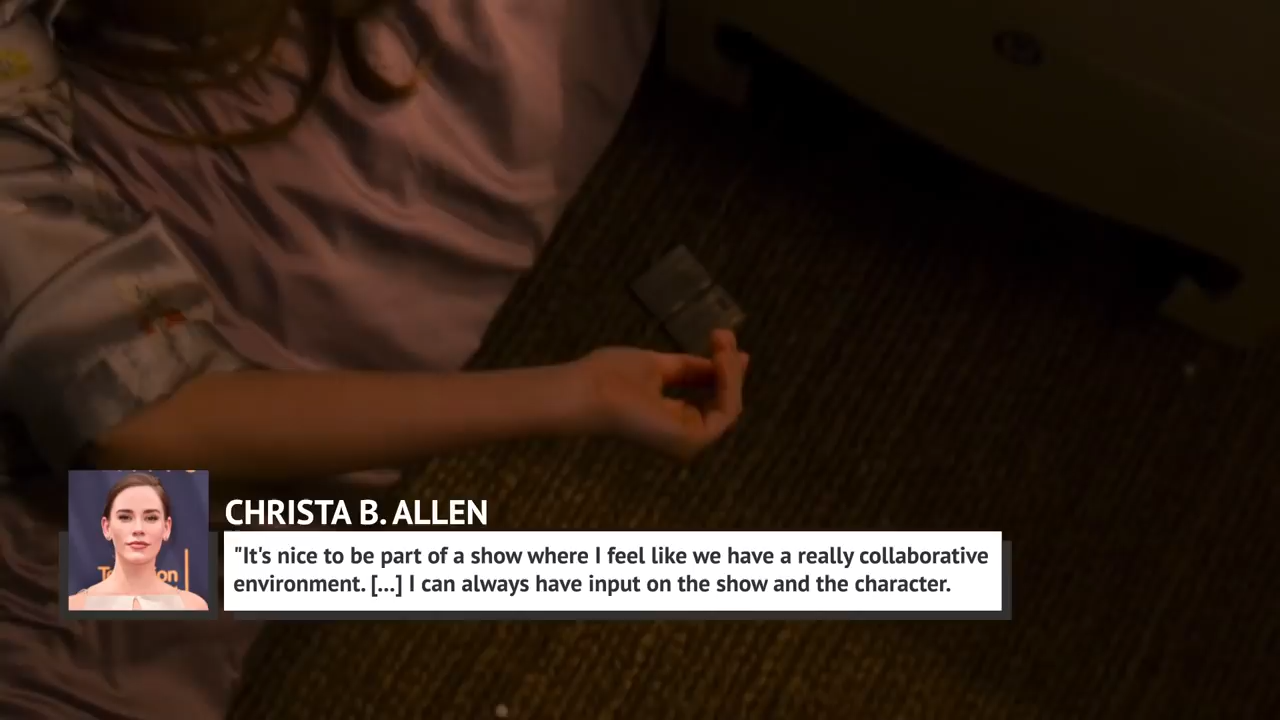 CHRISTA B. ALLEN
"It's nice to be part of a show where I feel like we have a really collaborative
environment. [...] I can always have input on the show and the character.